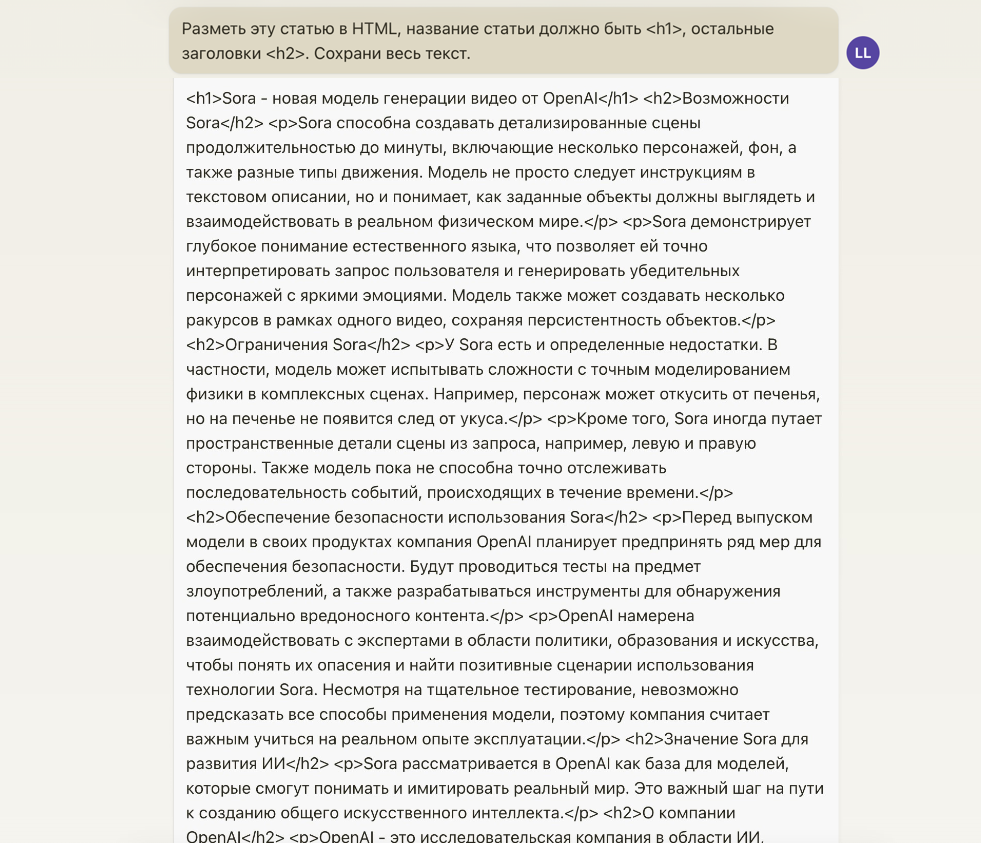 Разметь эту статью в HTML, название статьи должно быть <h1>, остальные
заголовки <h2>. Сохрани весь текст.
LL
<h1>Sora - новая модель генерации видео от OpenAI</h1> <h2>Возможности
Sora</h2> <p>Sora способна создавать детализированные сцены
продолжительностью до минуты, включающие несколько персонажей, фон, а
также разные типы движения. Модель не просто следует инструкциям в
текстовом описании, но и понимает, как заданные объекты должны выглядеть и
взаимодействовать в реальном физическом мире.</p> <p>Sora демонстрирует
глубокое понимание естественного языка, что позволяет ей точно
интерпретировать запрос пользователя и генерировать убедительных
персонажей с яркими эмоциями. Модель также может создавать несколько
ракурсов в рамках одного видео, сохраняя персистентность объектов.</p>
<h2>Ограничения Sora</h2> <p>У Sora есть и определенные недостатки. В
частности, модель может испытывать сложности с точным моделированием
физики в комплексных сценах. Например, персонаж может откусить от печенья,
но на печенье не появится след от укуса.</p> <p>Кроме того, Sora иногда путает
пространственные детали сцены из запроса, например, левую и правую
стороны. Также модель пока не способна точно отслеживать
последовательность событий, происходящих в течение времени.</p>
<h2>Обеспечение безопасности использования Sora</h2> <p>Перед выпуском
модели в своих продуктах компания OpenAI планирует предпринять ряд мер для
обеспечения безопасности. Будут проводиться тесты на предмет
злоупотреблений, а также разрабатываться инструменты для обнаружения
потенциально вредоносного контента.</p> <p>OpenAI намерена
взаимодействовать с экспертами в области политики, образования и искусства,
чтобы понять их опасения и найти позитивные сценарии использования
технологии Sora. Несмотря на тщательное тестирование, невозможно
предсказать все способы применения модели, поэтому компания считает
важным учиться на реальном опыте эксплуатации.</p> <h2>Значение Sora для
развития ИИ</h2> <p>Sora рассматривается в OpenAI как база для моделей,
которые смогут понимать и имитировать реальный мир. Это важный шаг на пути
к созданию общего искусственного интеллекта.</p> <h2>О компании
OpenAI</h2> <p>OpenAI - это исследовательская компания в области ИИ,